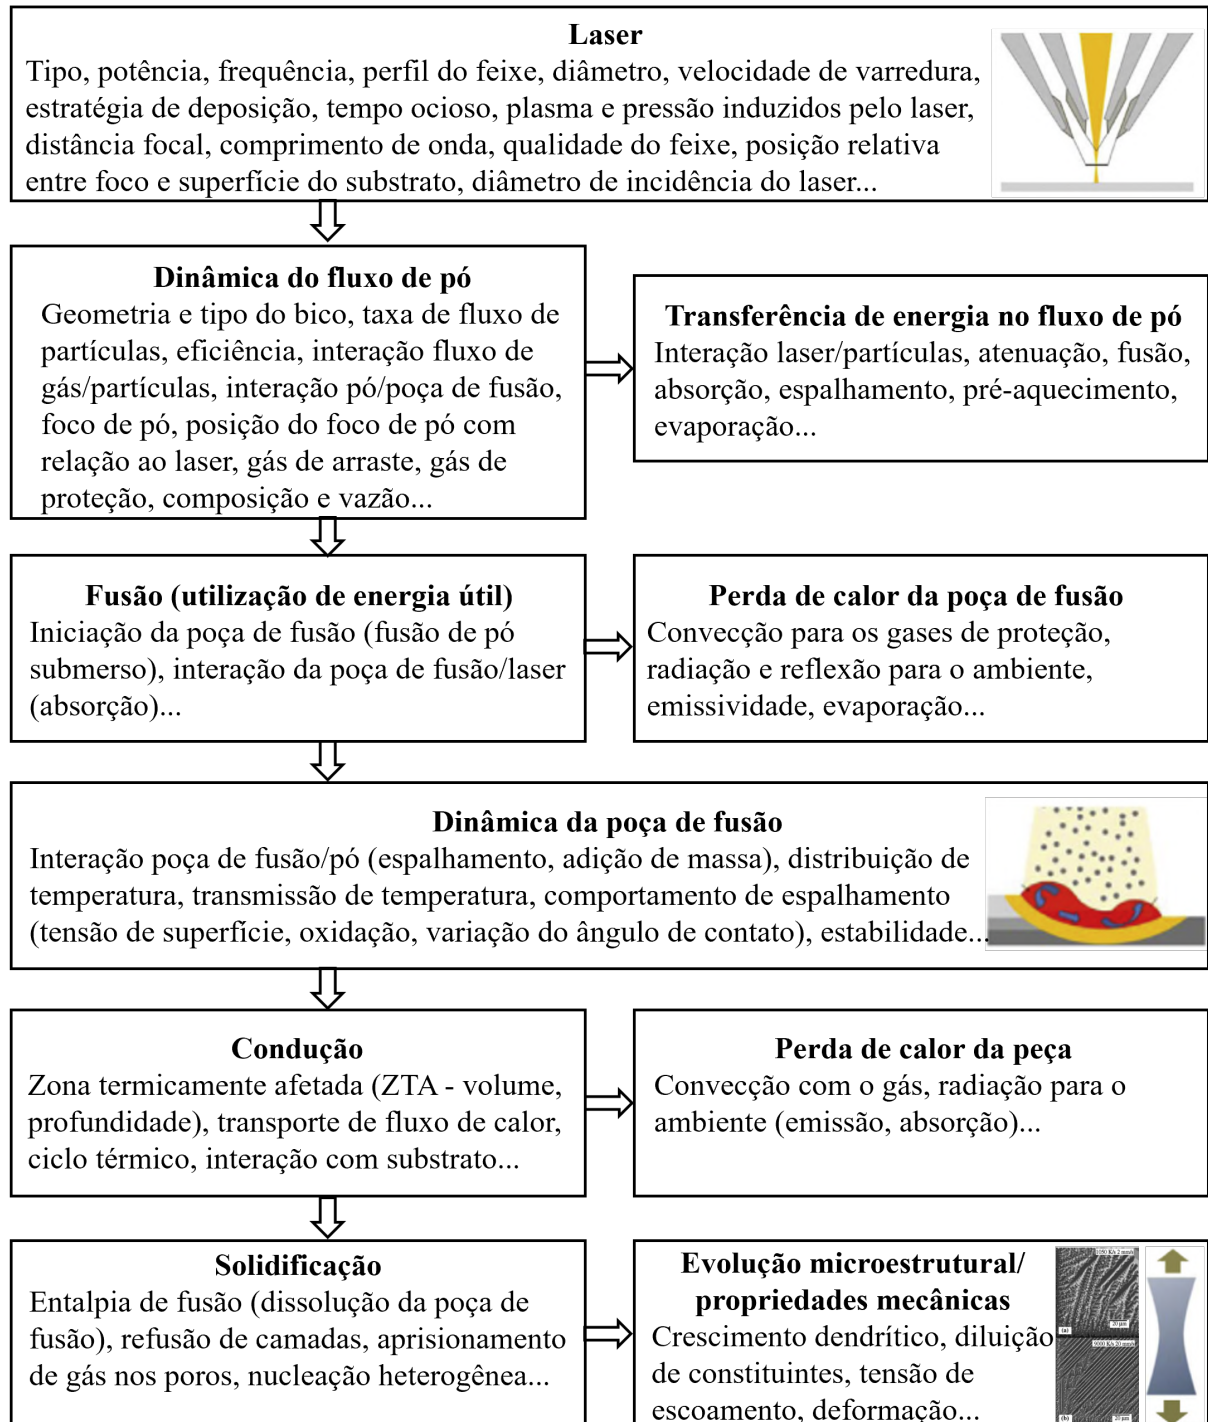 Laser
Tipo, potência, frequência, perfil do feixe, diâmetro, velocidade de varredura,
estratégia de deposição, tempo ocioso, plasma e pressão induzidos pelo laser,
distância focal, comprimento de onda, qualidade do feixe, posição relativa
entre foco e superfície do substrato, diâmetro de incidência do laser...
Dinâmica do fluxo de pó
Geometria e tipo do bico, taxa de fluxo de
partículas, eficiência, interação fluxo de
gás/partículas, interação pó/poça de fusão,
foco de pó, posição do foco de pó com
relação ao laser, gás de arraste, gás de
proteção, composição e vazão...
Transferência de energia no fluxo de pó
Interação laser/partículas, atenuação, fusão,
absorção, espalhamento, pré-aquecimento,
evaporação...
Fusão (utilização de energia útil)
Iniciação da poça de fusão (fusão de pó
submerso), interação da poça de fusão/laser
(absorção)...
Perda de calor da poça de fusão
Convecção para os gases de proteção,
radiação e reflexão para o ambiente,
emissividade, evaporação...
Dinâmica da poça de fusão
Interação poça de fusão/pó (espalhamento, adição de massa), distribuição de
temperatura, transmissão de temperatura, comportamento de espalhamento
(tensão de superfície, oxidação, variação do ângulo de contato), estabilidade...
Condução
Zona termicamente afetada (ZTA - volume,
profundidade), transporte de fluxo de calor,
ciclo térmico, interação com substrato...
Perda de calor da peça
Convecção com o gás, radiação para o
ambiente (emissão, absorção)...
Solidificação
Entalpia de fusão (dissolução da poça de
fusão), refusão de camadas, aprisionamento
de gás nos poros, nucleação heterogênea...
Evolução microestrutural/
propriedades mecânicas
Crescimento dendrítico, diluição
de constituintes, tensão de
escoamento, deformação...
20 µm
(a)
(b)
20 µm